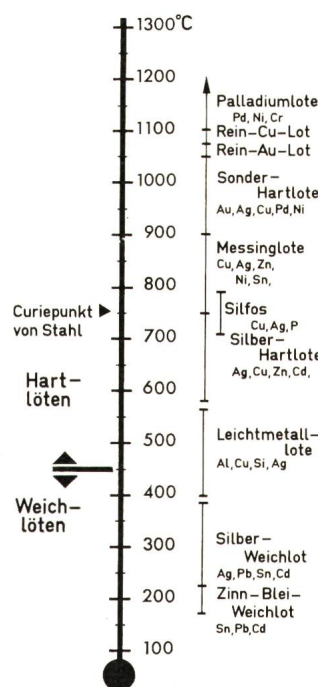 1300°C
1200
1100
1000
900
800
700
600
500
400
300
200
100
Curiepunkt
von Stahl
Hart-
löten
Weich-
löten
Palladiumlote
Pd, Ni, Cr
Rein-Cu-Lot
Rein-Au-Lot
Sonder-
Hartlote
Au, Ag, Cu, Pd, Ni
Messinglote
Cu, Ag, Zn,
Ni, Sn,
Silfos
Cu, Ag, P
Silber-
Hartlote
Ag, Cu, Zn, Cd,
Leichtmetall-
lote
Al, Cu, Si, Ag
Silber-
Weichlot
Ag, Pb, Sn, Cd
Zinn-Blei-
Weichlot
Sn, Pb, Cd